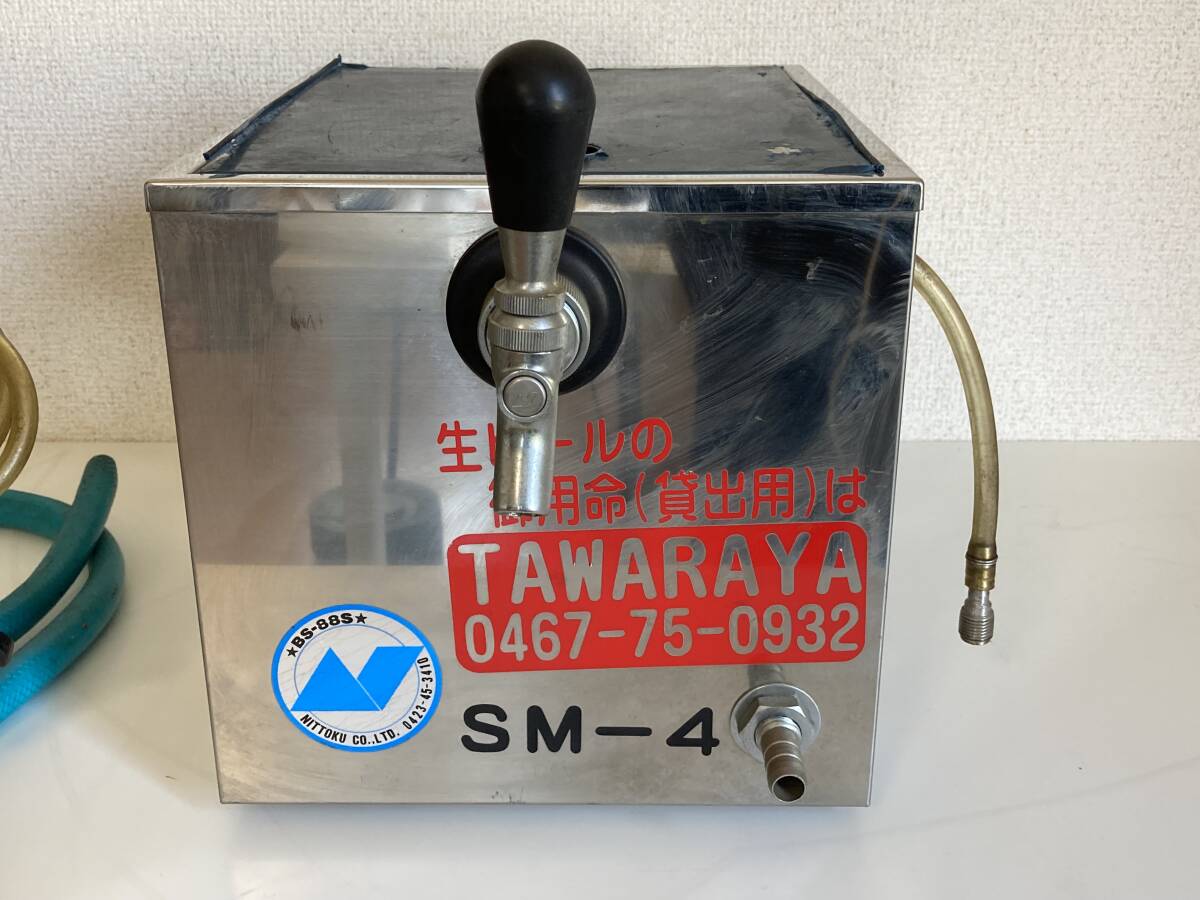 生ビールの
御用命(貸出用)は
TAWARAYA
0467-75-0932
★BS-88S★
NITTOKU CO.,LTD. 0423-45-3410
SM-4